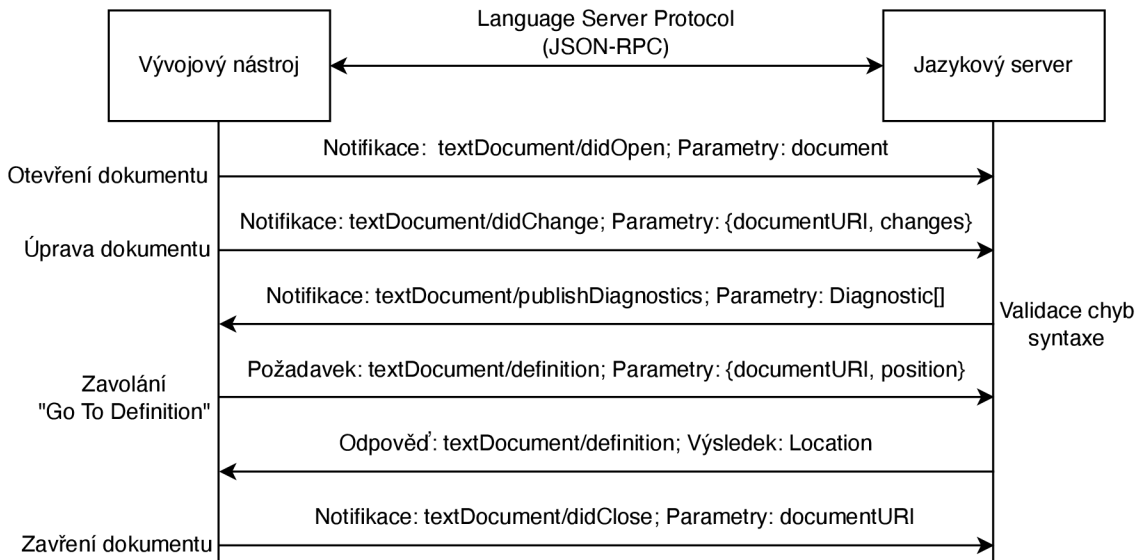 Language Server Protocol
(JSON-RPC)
Vývojový nástroj
Jazykový server
Notifikace: textDocument/didOpen; Parametry: document
Otevření dokumentu
Notifikace: textDocument/didChange; Parametry: {documentURI, changes}
Úprava dokumentu
Notifikace: textDocument/publishDiagnostics; Parametry: Diagnostic[]
Validace chyb
syntaxe
Požadavek: textDocument/definition; Parametry: {documentURI, position}
Zavolání
"Go To Definition"
Odpověď: textDocument/definition; Výsledek: Location
Notifikace: textDocument/didClose; Parametry: documentURI
Zavření dokumentu